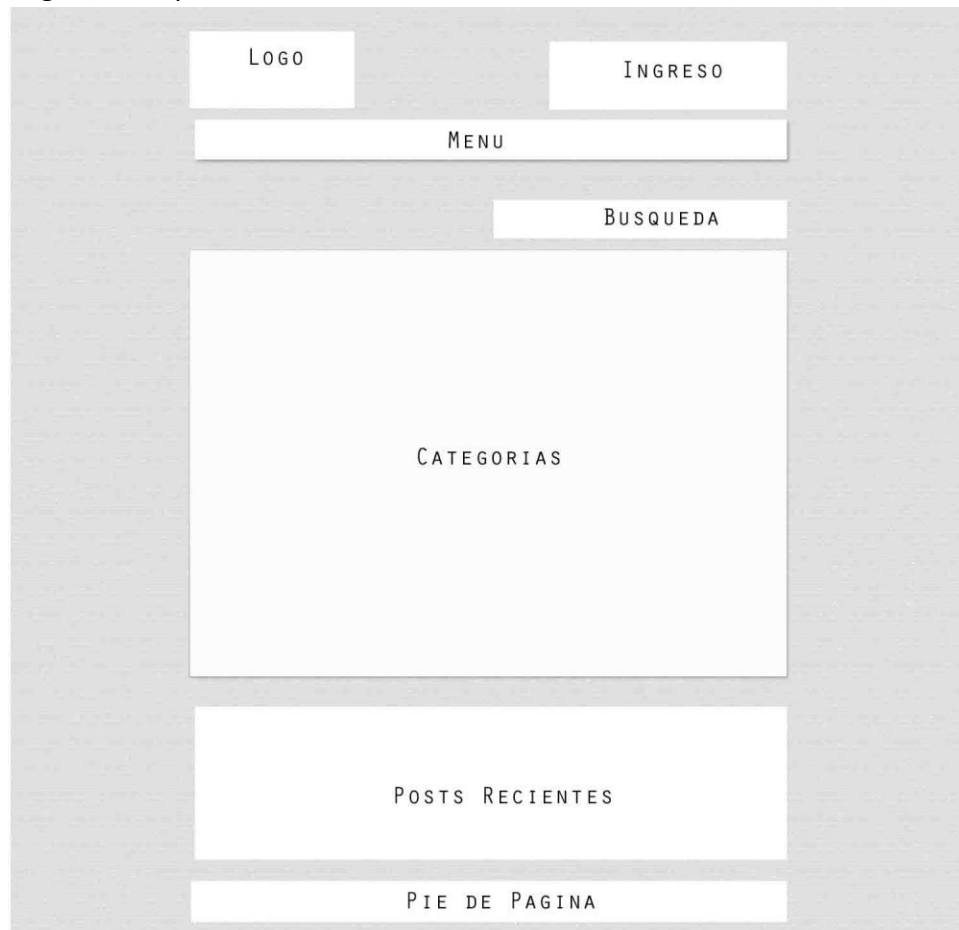 Logo
Ingreso
Menu
Busqueda
Categorias
Posts Recientes
Pie de Pagina